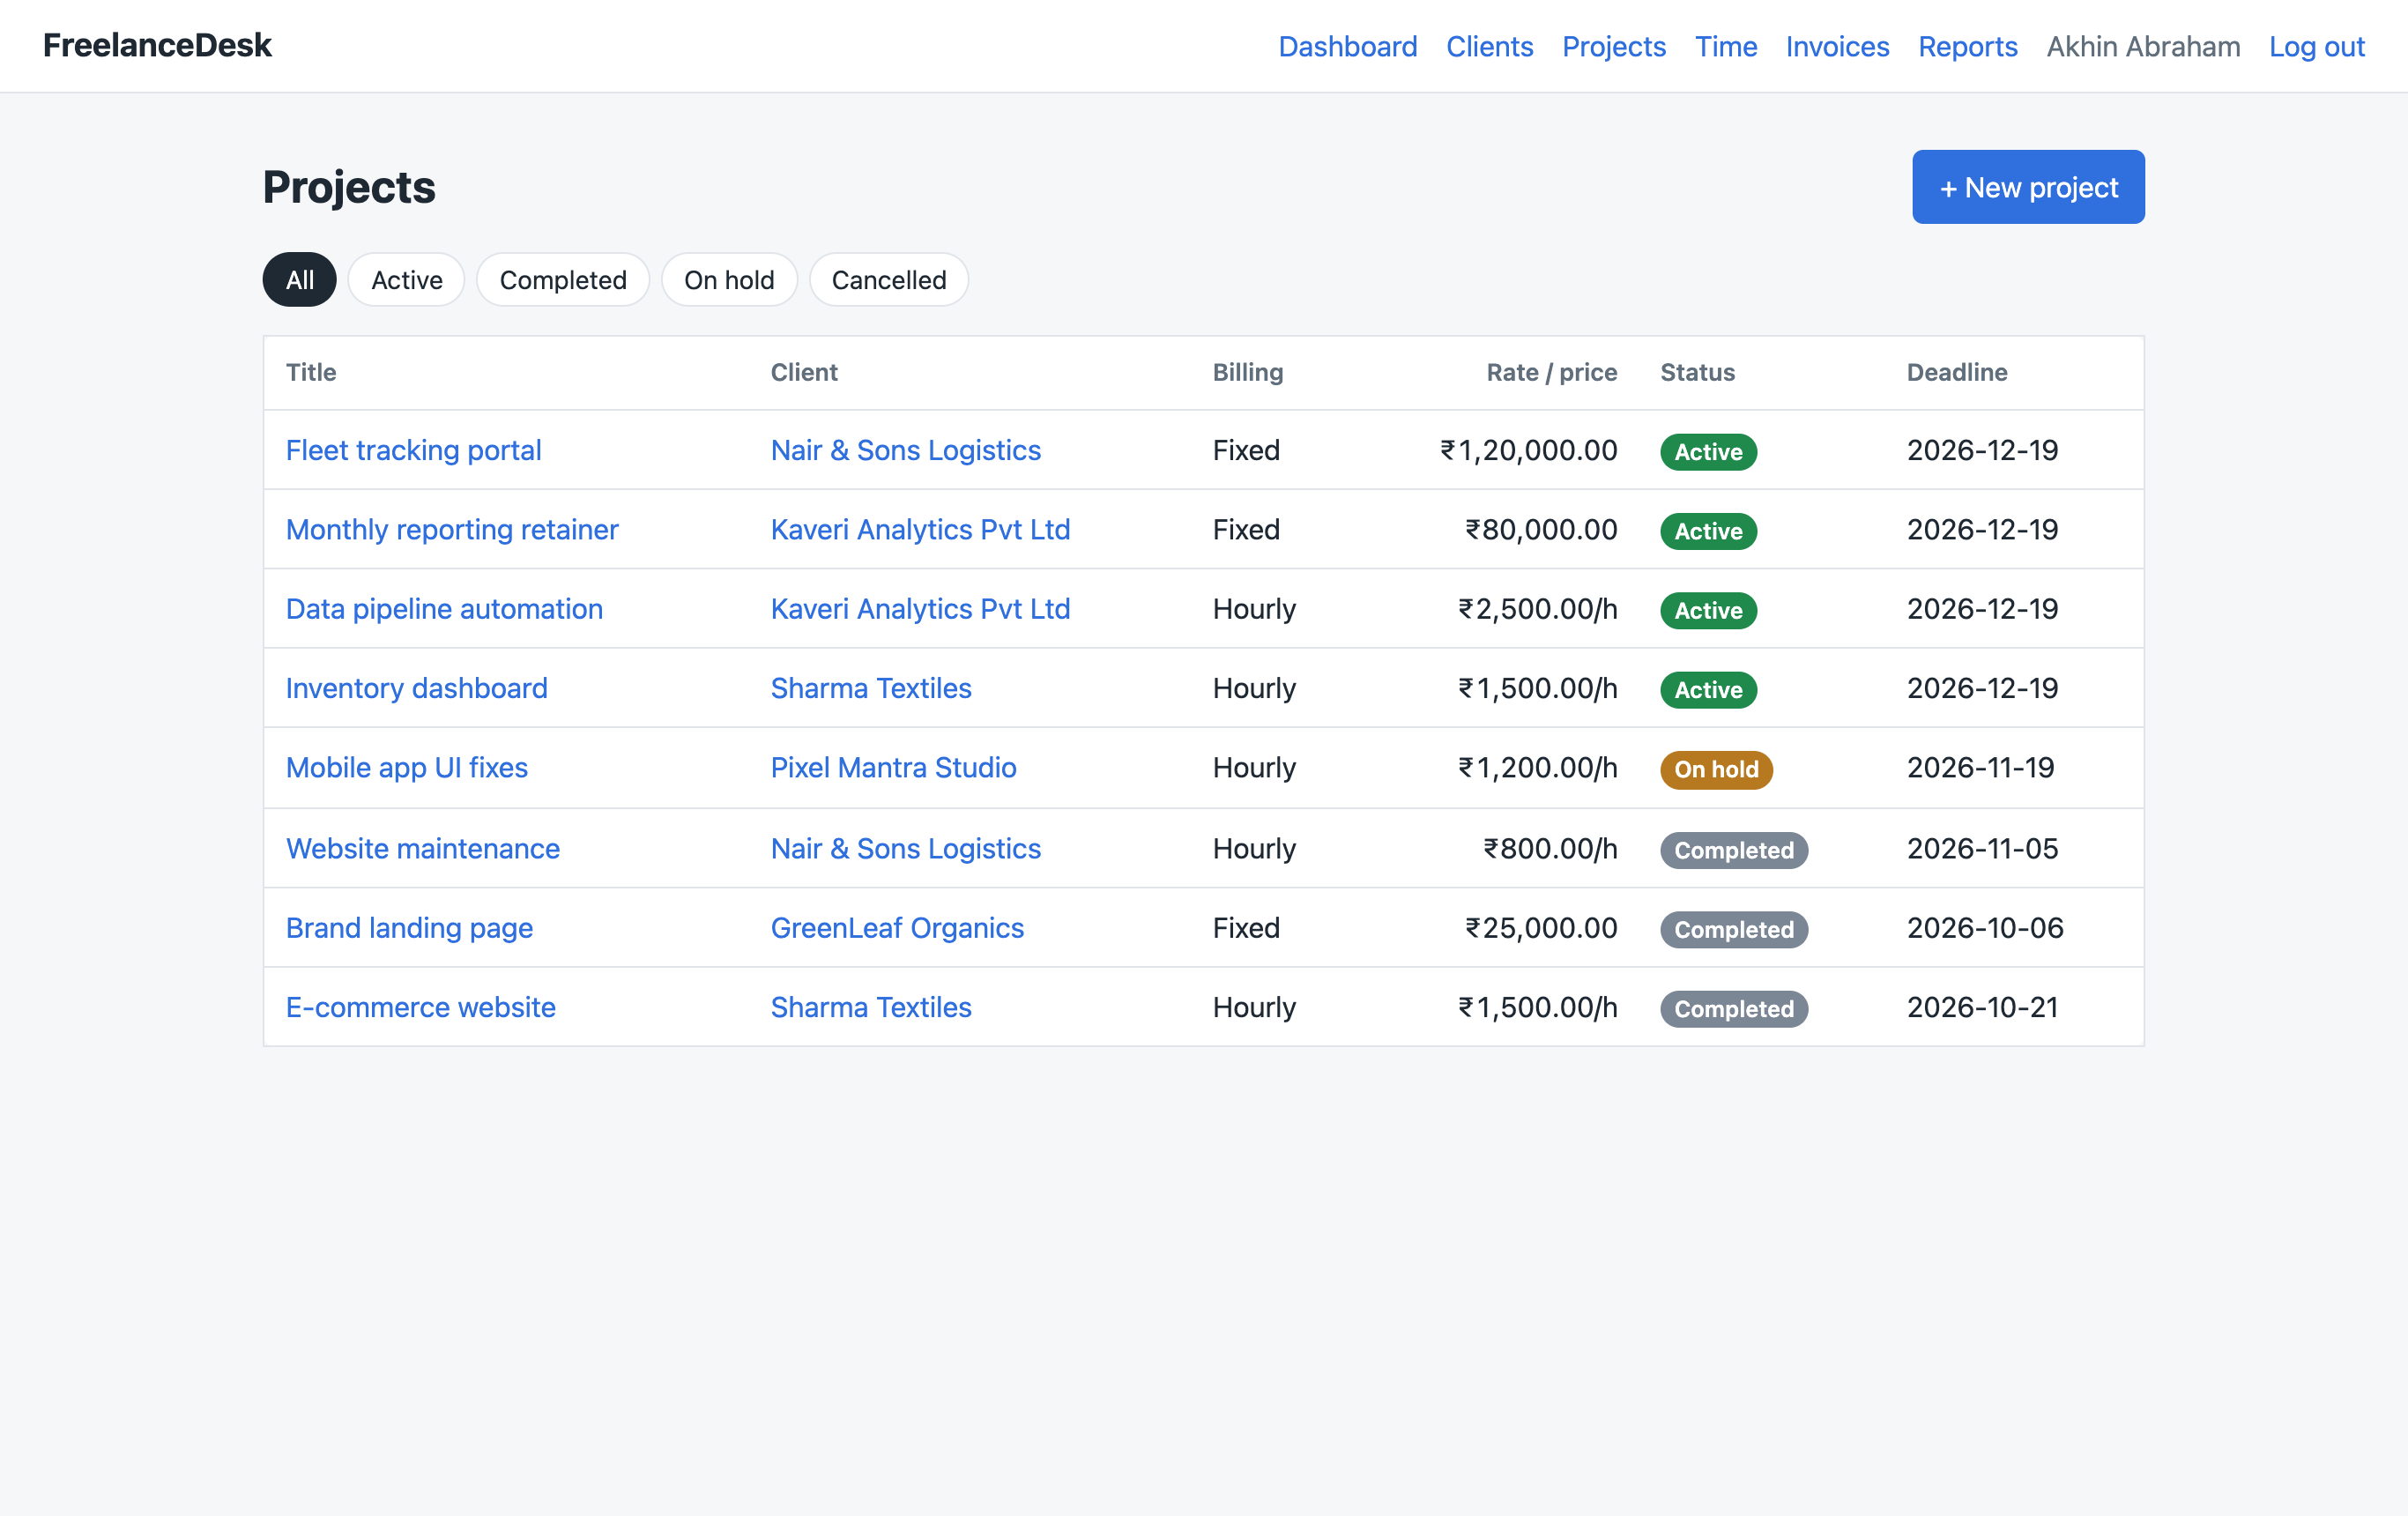 FreelanceDesk
Dashboard Clients Projects Time Invoices Reports Akhin Abraham Log out
Projects
+ New project
All Active Completed On hold Cancelled
Title Client Billing Rate / price Status Deadline
Fleet tracking portal Nair & Sons Logistics Fixed ₹1,20,000.00 Active 2026-12-19
Monthly reporting retainer Kaveri Analytics Pvt Ltd Fixed ₹80,000.00 Active 2026-12-19
Data pipeline automation Kaveri Analytics Pvt Ltd Hourly ₹2,500.00/h Active 2026-12-19
Inventory dashboard Sharma Textiles Hourly ₹1,500.00/h Active 2026-12-19
Mobile app UI fixes Pixel Mantra Studio Hourly ₹1,200.00/h On hold 2026-11-19
Website maintenance Nair & Sons Logistics Hourly ₹800.00/h Completed 2026-11-05
Brand landing page GreenLeaf Organics Fixed ₹25,000.00 Completed 2026-10-06
E-commerce website Sharma Textiles Hourly ₹1,500.00/h Completed 2026-10-21